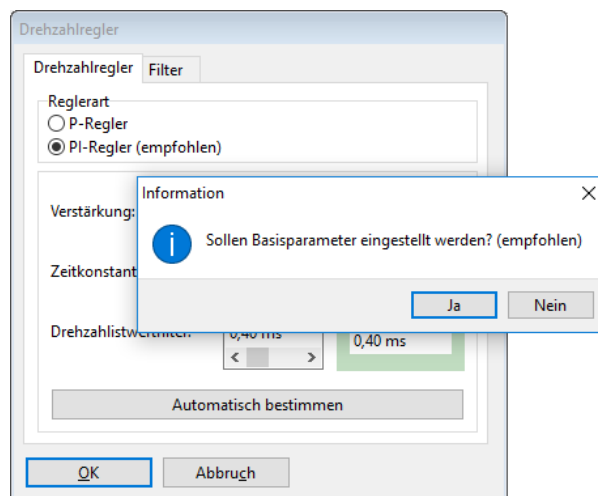 Drehzahlregler
Drehzahlregler Filter
Reglerart
P-Regler
PI-Regler (empfohlen)
Information
Verstärkung:
Sollen Basisparameter eingestellt werden? (empfohlen)
Ja Nein
0,40 ms
0,40 ms
Automatisch bestimmen
OK Abbruch